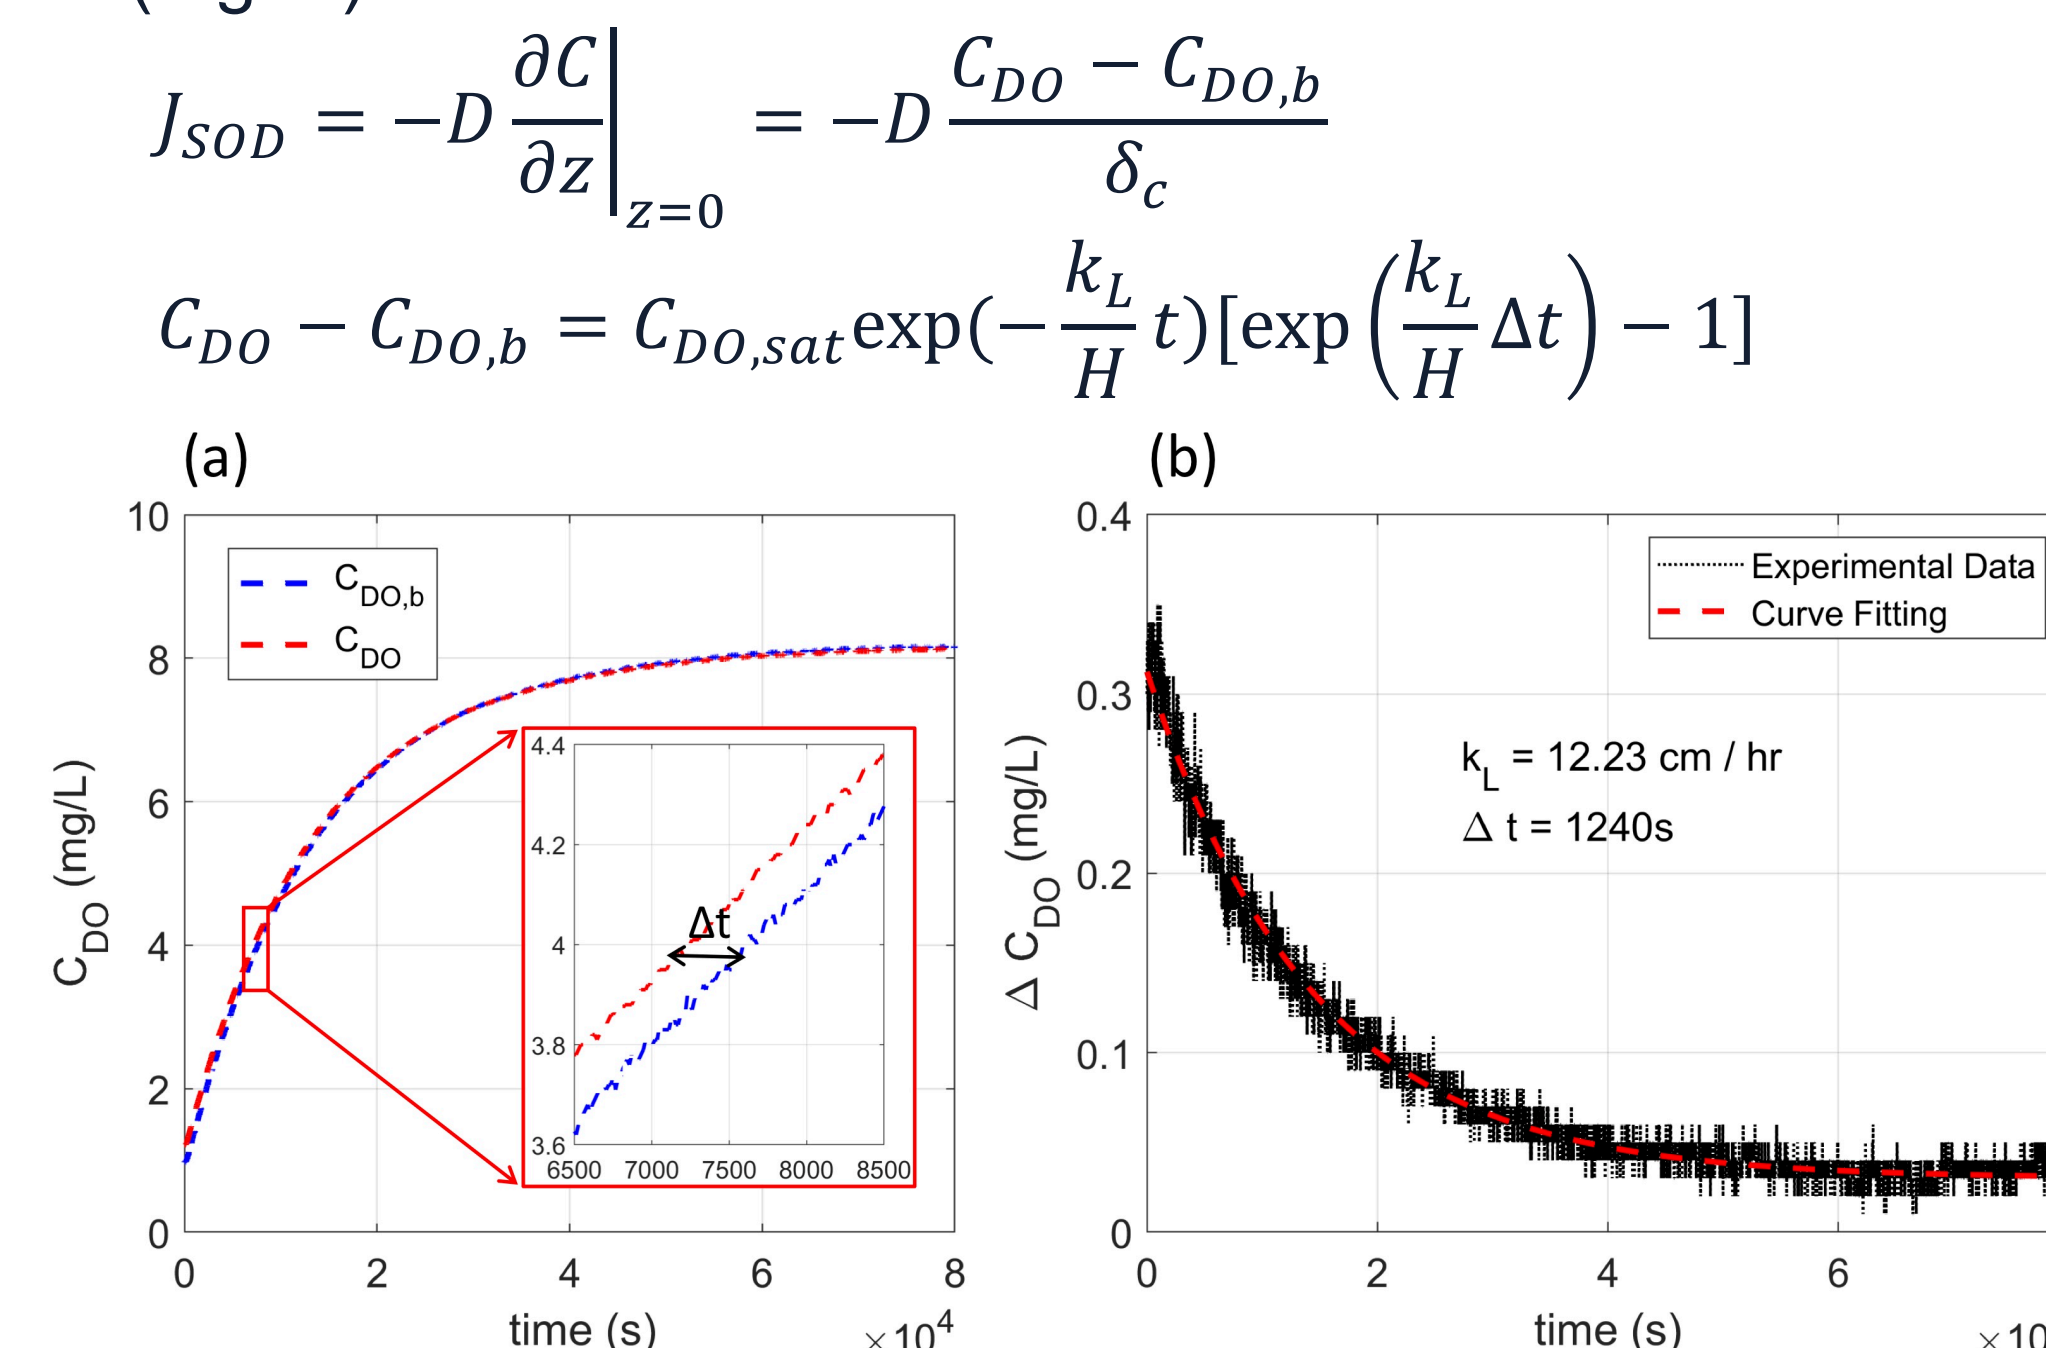 J_SOD = −D ∂C/∂z |_z=0 = −D (C_DO − C_DO,b)/δ_c
C_DO − C_DO,b = C_DO,sat exp(− k_L/H t)[exp (k_L/H Δt) − 1]
(a)
10
8
6
4
2
0
C_DO (mg/L)
C_DO,b
C_DO
4.4
4.2
4
3.8
3.6
Δt
6500 7000 7500 8000 8500
0 2 4 6 8
time (s)
×10^4
(b)
0.4
0.3
0.2
0.1
0
Δ C_DO (mg/L)
Experimental Data
Curve Fitting
k_L = 12.23 cm / hr
Δ t = 1240s
0 2 4 6
time (s)
×10